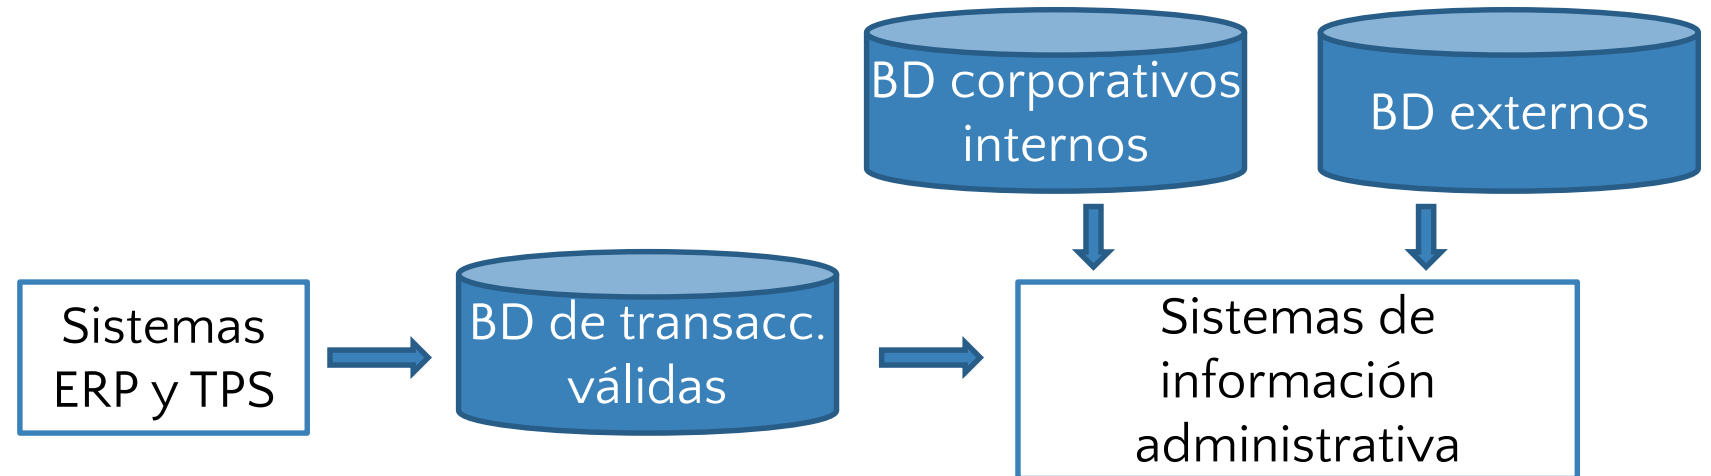 BD corporativos
internos
BD externos
Sistemas
ERP y TPS
BD de transacc.
válidas
Sistemas de
información
administrativa